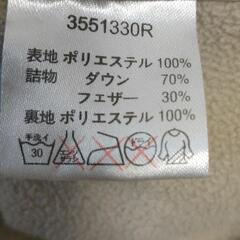 3551330R
表地 ポリエステル 100%
詰物 ダウン 70%
フェザー 30%
裏地 ポリエステル 100%
手洗イ
30